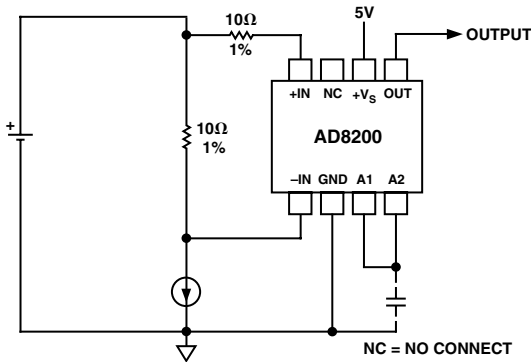 10Ω
1%
5V
OUTPUT
+IN
NC
+VS
OUT
10Ω
1%
AD8200
+
–IN
GND
A1
A2
NC = NO CONNECT